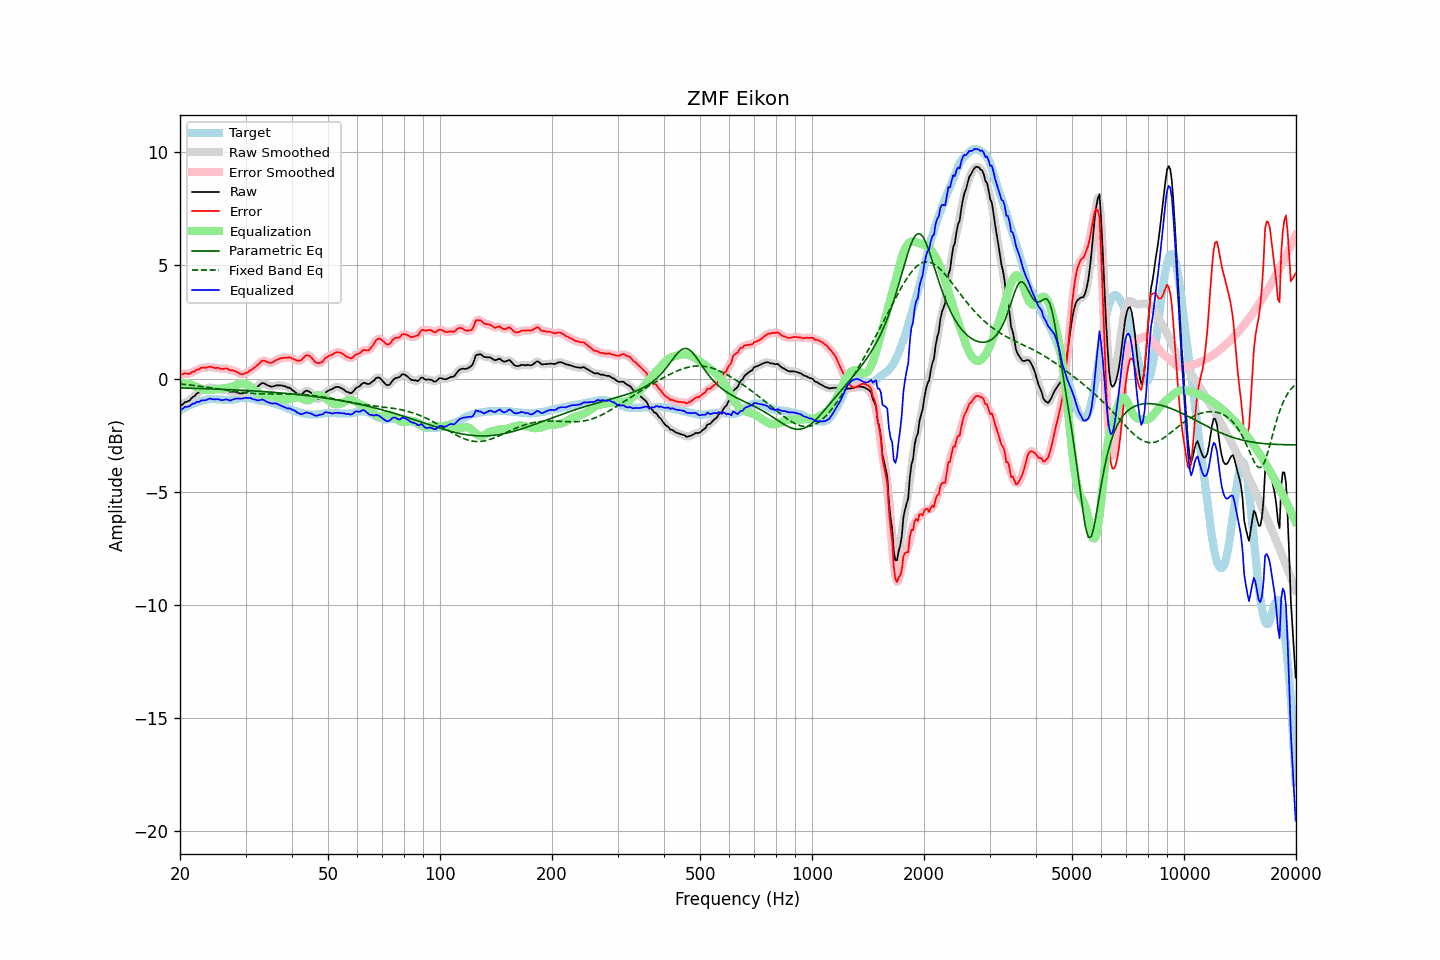 ZMF Eikon
Target
Raw Smoothed
Error Smoothed
Raw
Error
Equalization
Parametric Eq
Fixed Band Eq
Equalized
10
5
0
−5
−10
−15
−20
Amplitude (dBr)
20
50
100
200
500
1000
2000
5000
10000
20000
Frequency (Hz)